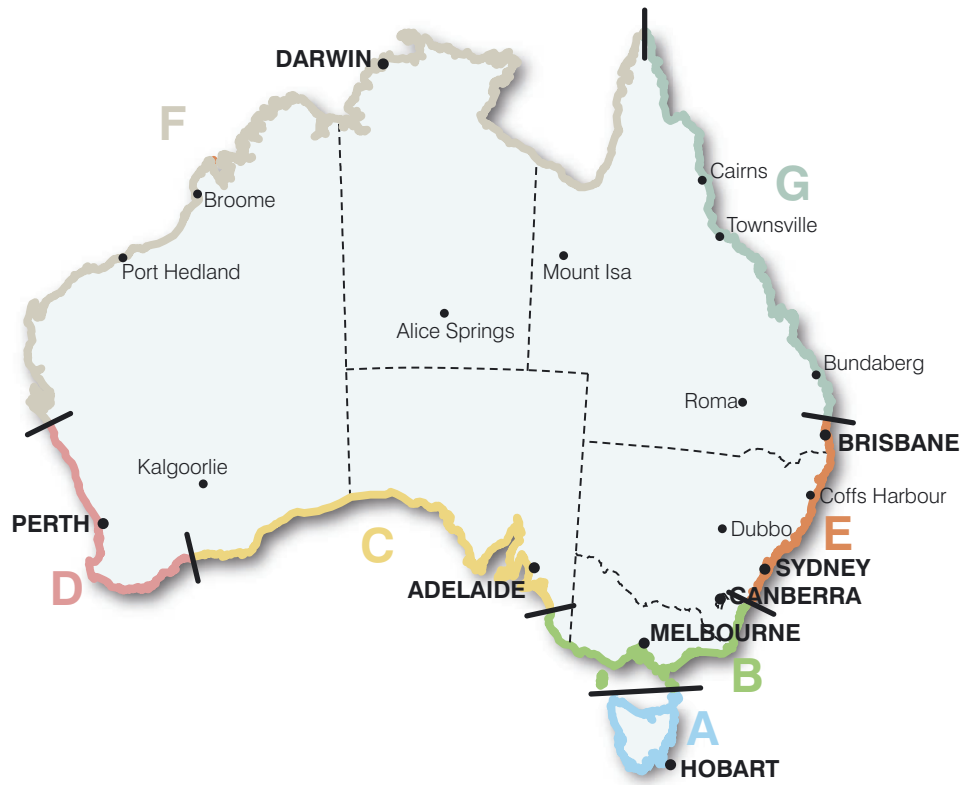 DARWIN
F
Cairns
G
Broome
Townsville
Port Hedland
Mount Isa
Alice Springs
Bundaberg
Roma
BRISBANE
Kalgoorlie
Coffs Harbour
PERTH
Dubbo
E
C
SYDNEY
D
ADELAIDE
CANBERRA
MELBOURNE
B
A
HOBART